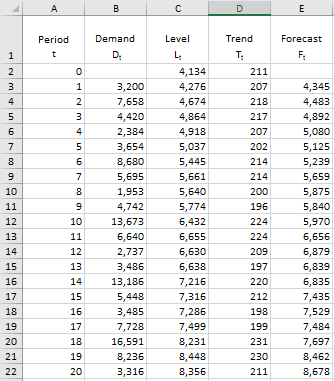 A B C D E
1 Period t Demand Dt Level Lt Trend Tt Forecast Ft
2 0 4,134 211
3 1 3,200 4,276 207 4,345
4 2 7,658 4,674 218 4,483
5 3 4,420 4,864 217 4,892
6 4 2,384 4,918 207 5,080
7 5 3,654 5,037 202 5,125
8 6 8,680 5,445 214 5,239
9 7 5,695 5,661 214 5,659
10 8 1,953 5,640 200 5,875
11 9 4,742 5,774 196 5,840
12 10 13,673 6,432 224 5,970
13 11 6,640 6,655 224 6,656
14 12 2,737 6,630 209 6,879
15 13 3,486 6,638 197 6,839
16 14 13,186 7,216 220 6,835
17 15 5,448 7,316 212 7,435
18 16 3,485 7,286 198 7,529
19 17 7,728 7,499 199 7,484
20 18 16,591 8,231 231 7,697
21 19 8,236 8,448 230 8,462
22 20 3,316 8,356 211 8,678